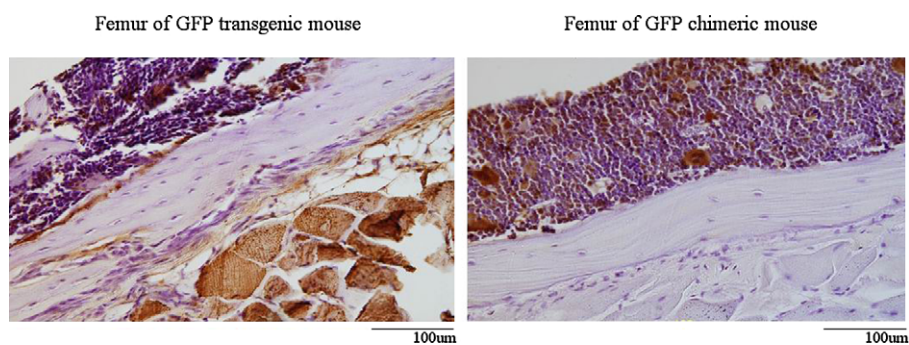 Femur of GFP transgenic mouse
Femur of GFP chimeric mouse
100um
100um